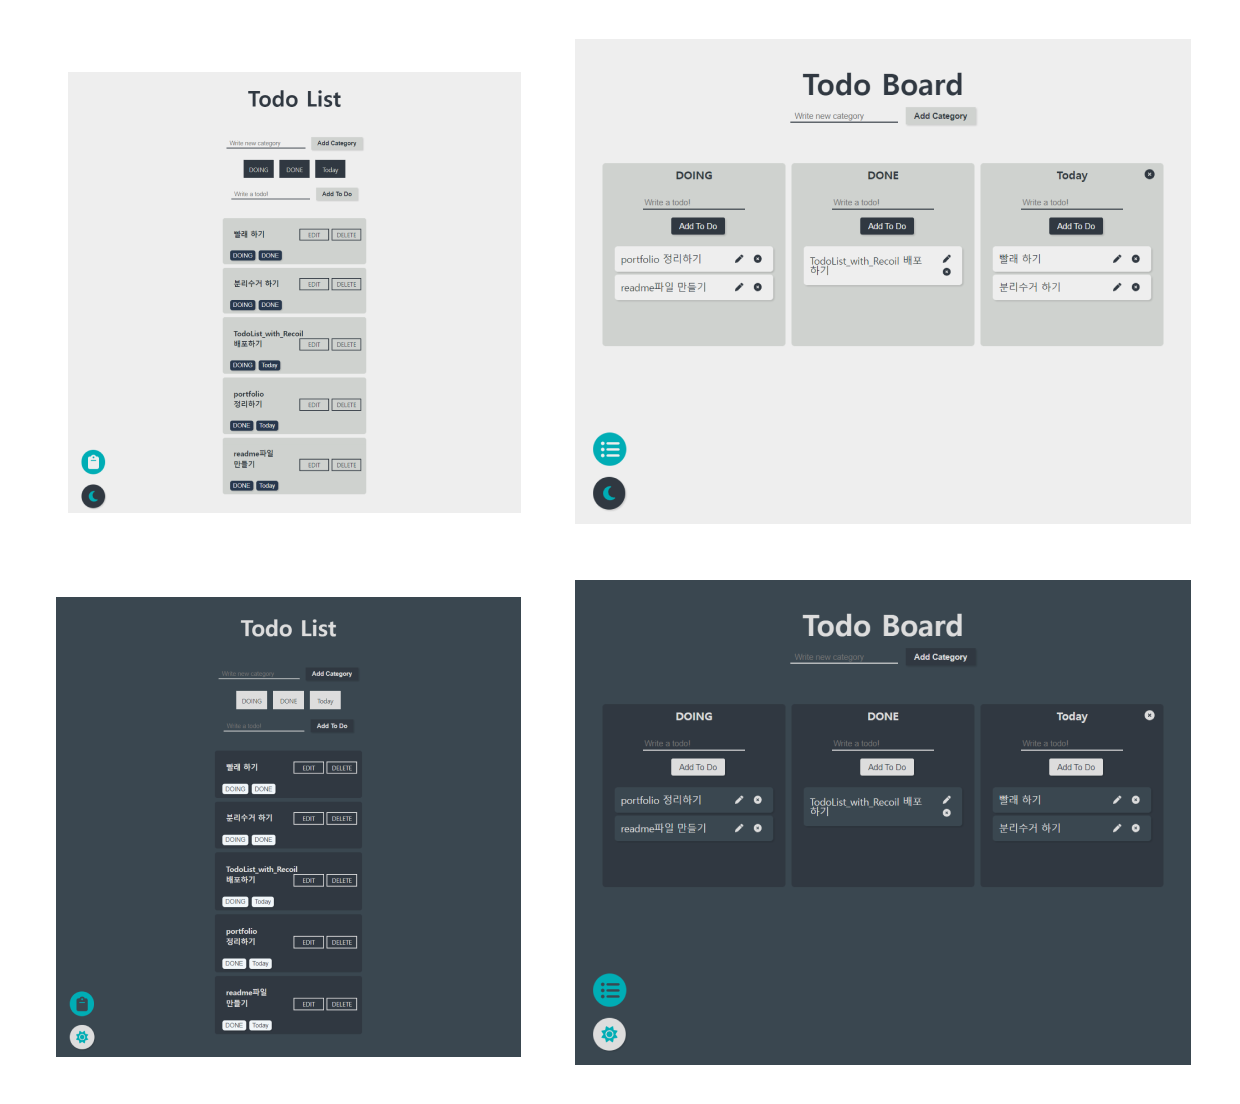 Todo List
Write new category
Add Category
DOING
DONE
Today
Write a todo!
Add To Do
빨래 하기
EDIT
DELETE
DOING
DONE
분리수거 하기
EDIT
DELETE
DOING
DONE
TodoList_with_Recoil
배포하기
EDIT
DELETE
DOING
Today
portfolio
정리하기
EDIT
DELETE
DONE
Today
readme파일
만들기
EDIT
DELETE
DONE
Today
Todo Board
Write new category
Add Category
DOING
Write a todo!
Add To Do
portfolio 정리하기
readme파일 만들기
DONE
Write a todo!
Add To Do
TodoList_with_Recoil 배포
하기
Today
Write a todo!
Add To Do
빨래 하기
분리수거 하기
Todo List
Write new category
Add Category
DOING
DONE
Today
Write a todo!
Add To Do
빨래 하기
EDIT
DELETE
DOING
DONE
분리수거 하기
EDIT
DELETE
DOING
DONE
TodoList_with_Recoil
배포하기
EDIT
DELETE
DOING
Today
portfolio
정리하기
EDIT
DELETE
DONE
Today
readme파일
만들기
EDIT
DELETE
DONE
Today
Todo Board
Write new category
Add Category
DOING
Write a todo!
Add To Do
portfolio 정리하기
readme파일 만들기
DONE
Write a todo!
Add To Do
TodoList_with_Recoil 배포
하기
Today
Write a todo!
Add To Do
빨래 하기
분리수거 하기